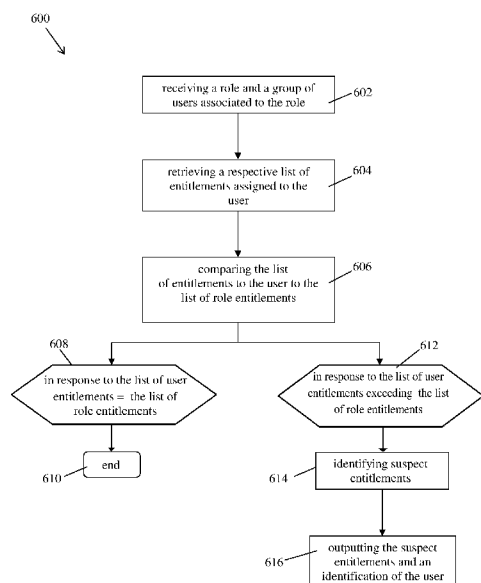 600
receiving a role and a group of
users associated to the role
602
retrieving a respective list of
entitlements assigned to the
user
604
comparing the list
of entitlements to the user to the
list of role entitlements
606
608
in response to the list of user
entitlements = the list of
role entitlements
612
in response to the list of user
entitlements exceeding the list
of role entitlements
610
end
614
identifying suspect
entitlements
616
outputting the suspect
entitlements and an
identification of the user